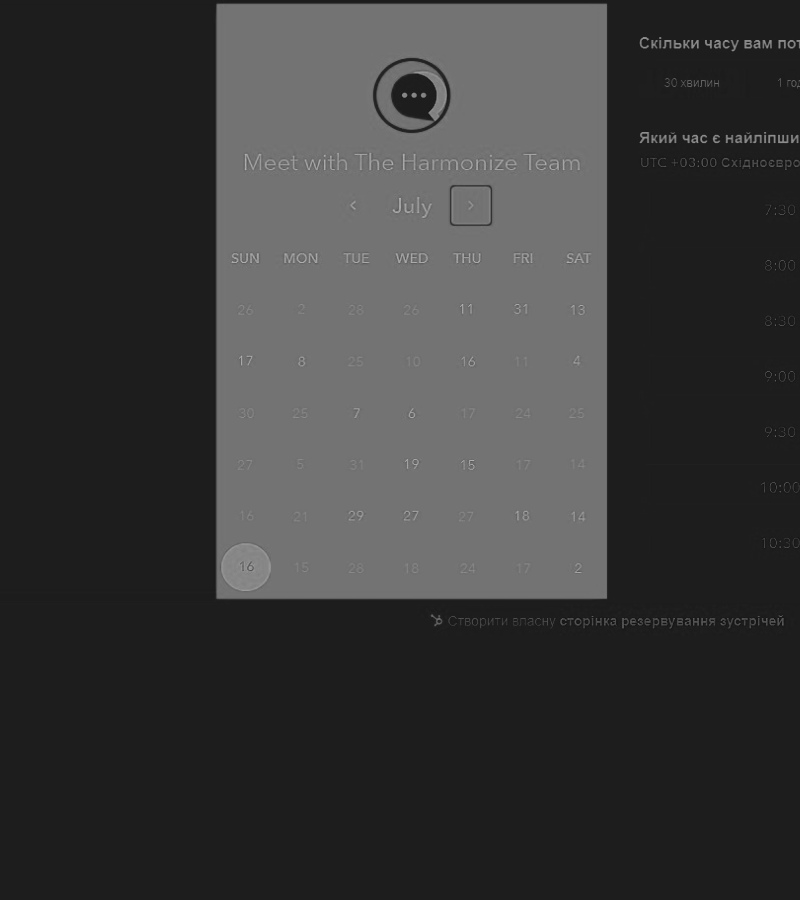 Meet with The Harmonize Team
July
SUN MON TUE WED THU FRI SAT
26 2 28 26 11 31 13
17 8 25 10 16 11 4
30 25 7 6 17 24 25
27 5 31 19 15 17 14
16 21 29 27 27 18 14
16 15 28 18 24 17 2
Скільки часу вам пот
30 хвилин 1 год
Який час є найліпши
UTC +03:00 Східноєвро
7:30
8:00
8:30
9:00
9:30
10:00
10:30
Створити власну сторінка резервування зустрічей